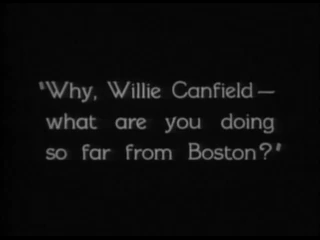 "Why, Willie Canfield—
what are you doing
so far from Boston?"